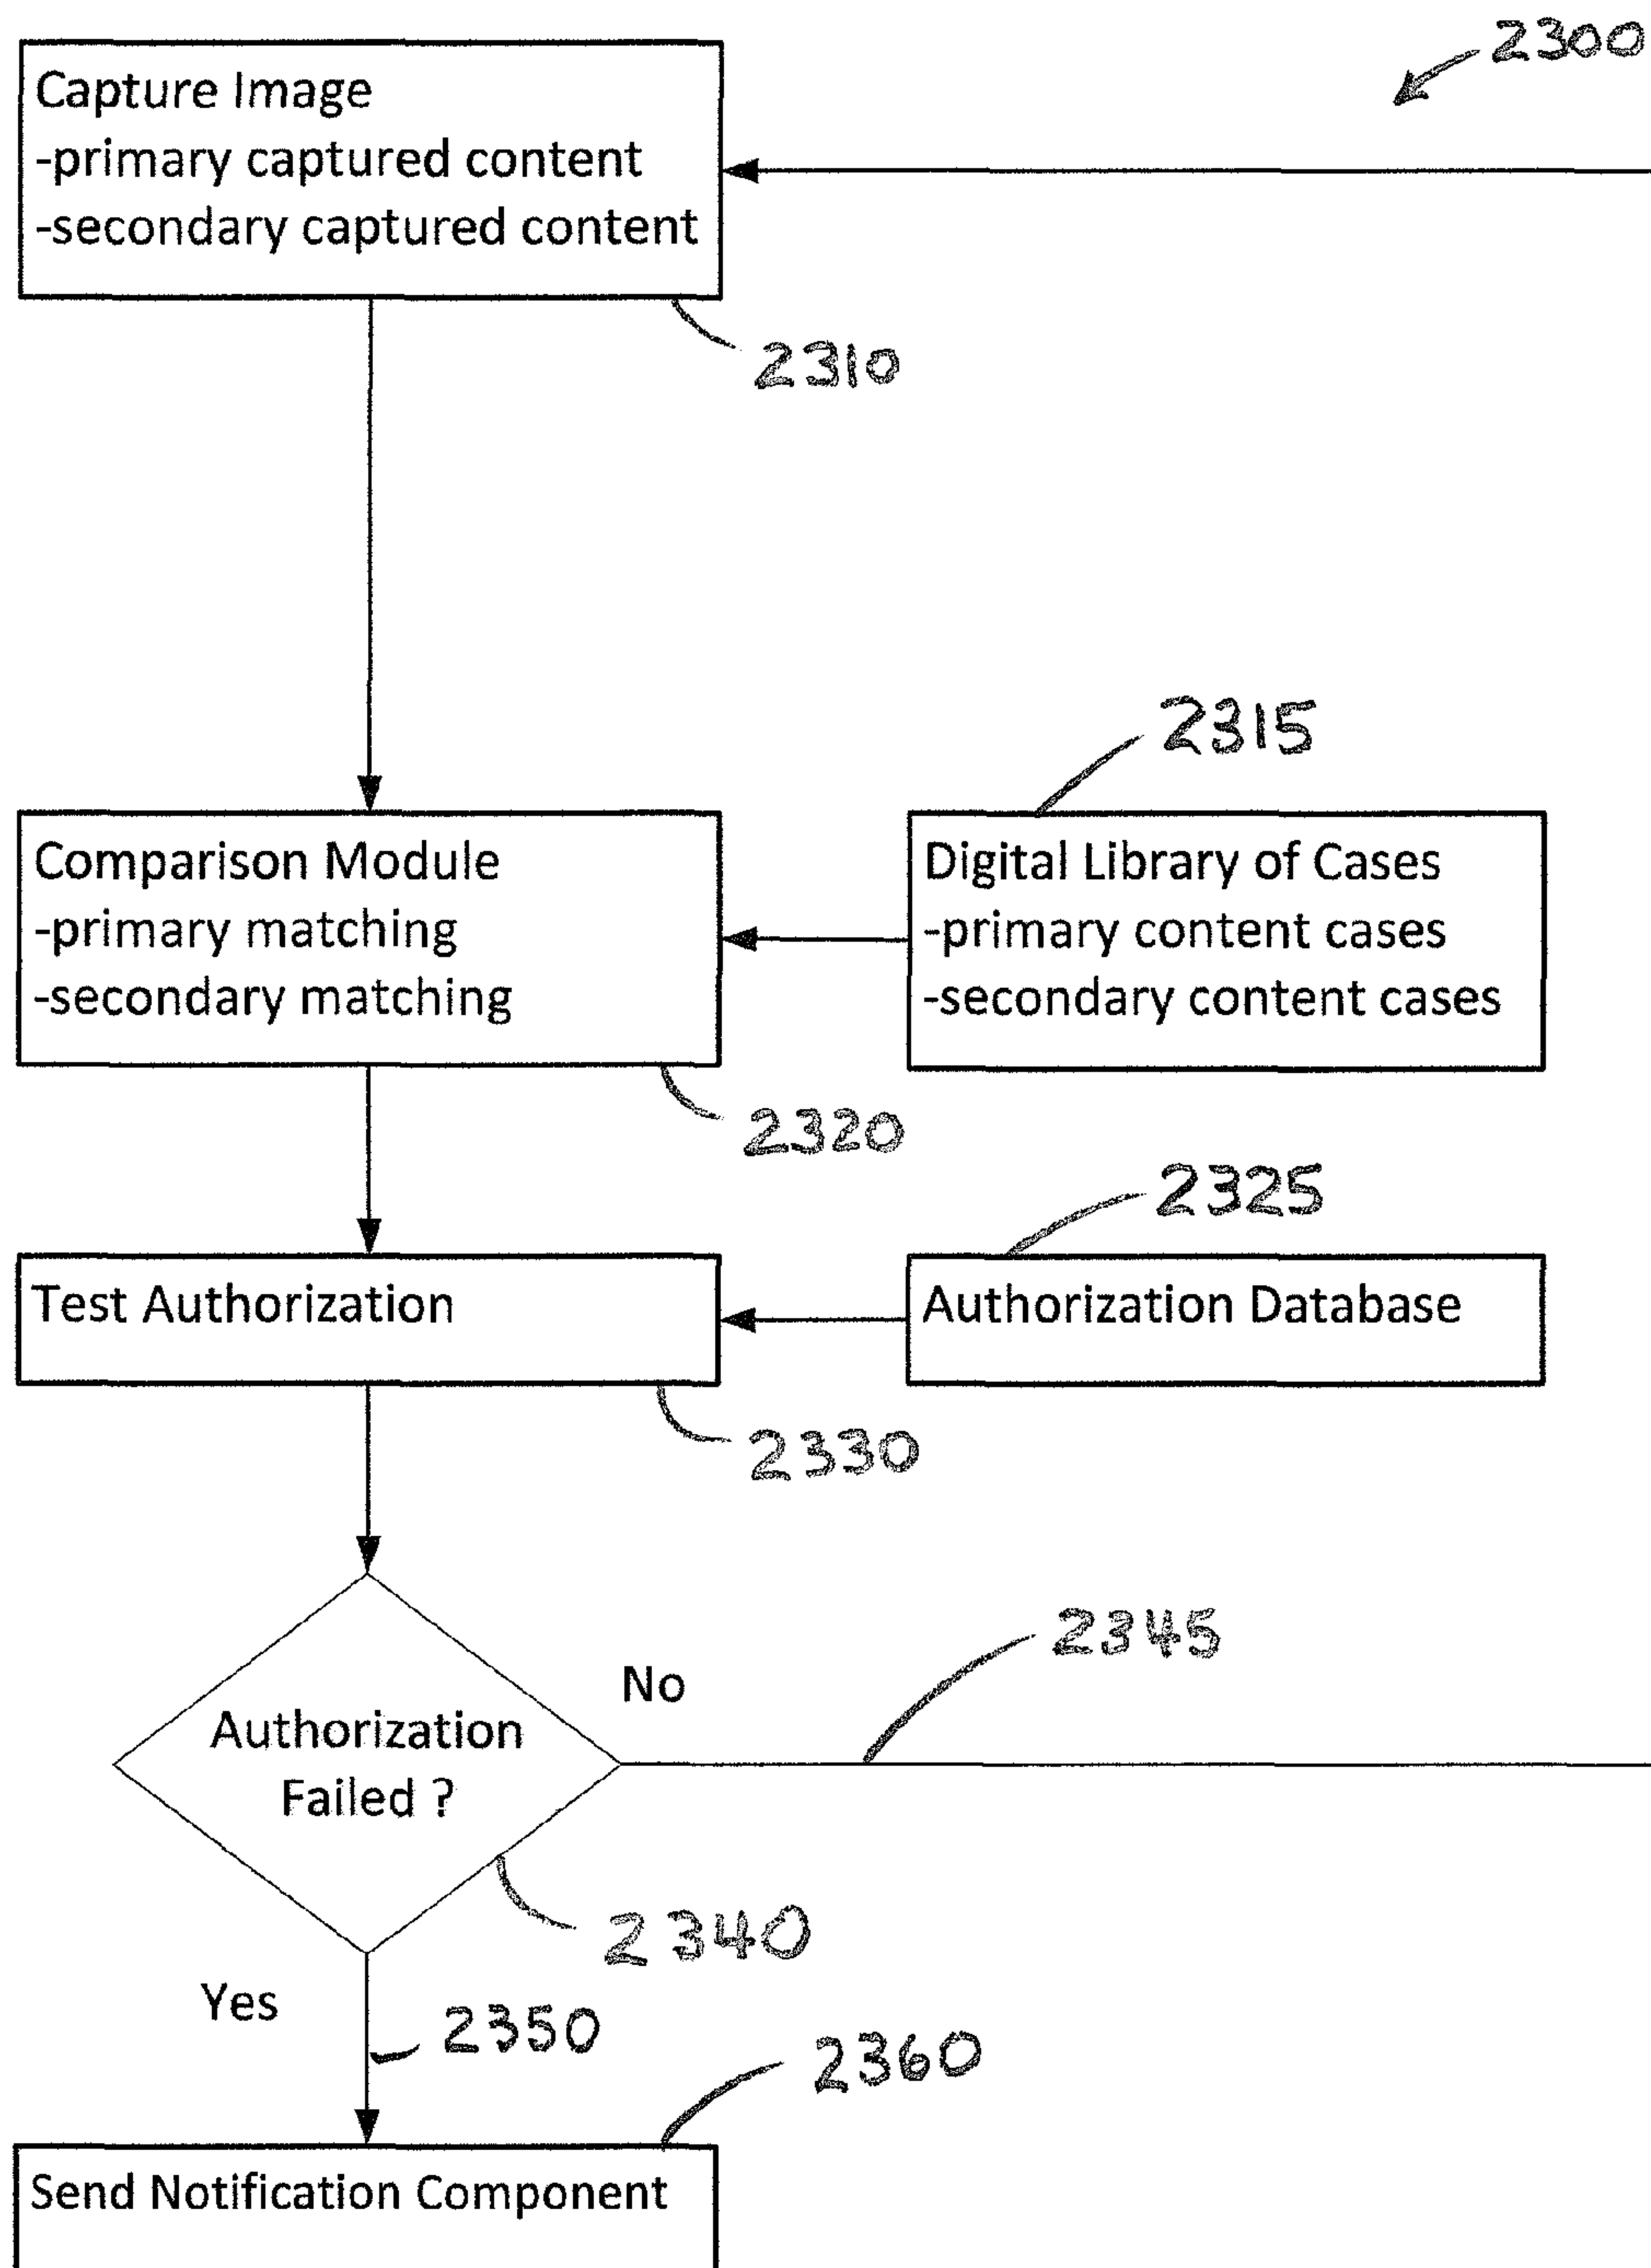 2300
Capture Image
-primary captured content
-secondary captured content
2310
2315
Comparison Module
-primary matching
-secondary matching
Digital Library of Cases
-primary content cases
-secondary content cases
2320
2325
Test Authorization
Authorization Database
2330
2345
No
Authorization
Failed ?
2340
Yes
2350
2360
Send Notification Component